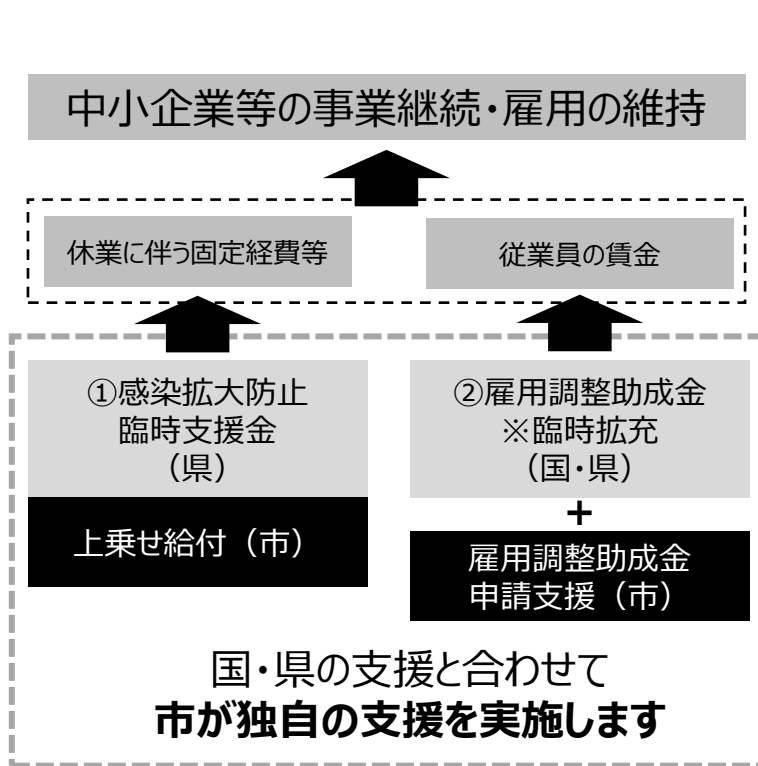 中小企業等の事業継続・雇用の維持
休業に伴う固定経費等
従業員の賃金
①感染拡大防止
臨時支援金
（県）
上乗せ給付（市）
②雇用調整助成金
※臨時拡充
（国・県）
+
雇用調整助成金
申請支援（市）
国・県の支援と合わせて
市が独自の支援を実施します